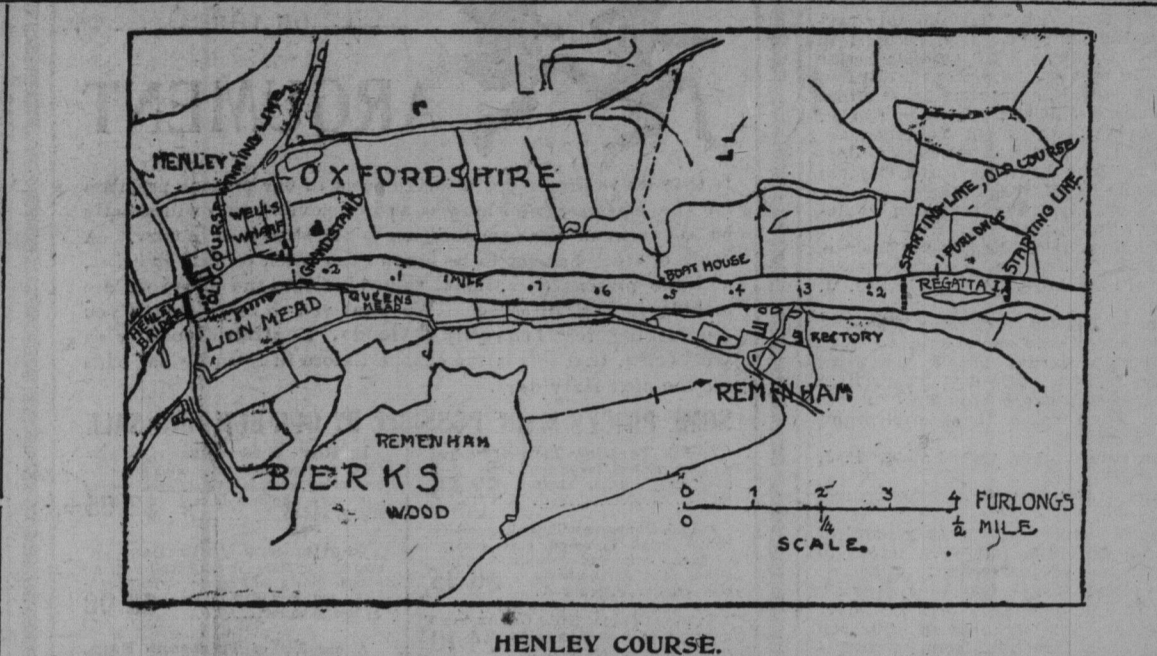 HENLEY
OXFORDSHIRE
WINNING LINE,
OLD COURSE
WELLS
WHARF
GRANDSTAND
HENLEY
BRIDGE
LION MEAD
QUEENS
MEAD
.2
.1
1 MILE
.7
.6
.5
.4
.3
.2
1 FURLONG
BOAT HOUSE
STARTING LINE, OLD COURSE
STARTING LINE
REGATTA I.
RECTORY
REMENHAM
REMENHAM
WOOD
BERKS
0 1 2 3 4 FURLONGS
0 1/4 1/2 MILE
SCALE.
HENLEY COURSE.